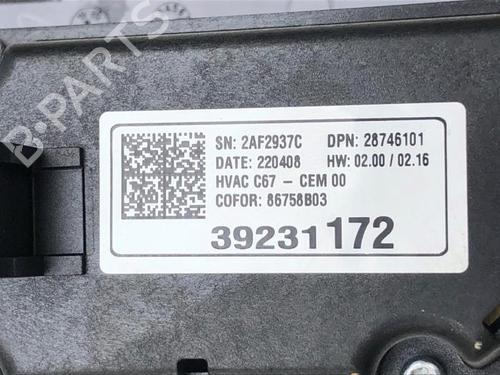 B-PARTS
SN: 2AF2937C DPN: 28746101
DATE: 220408 HW: 02.00 / 02.16
HVAC C67 - CEM 00
COFOR: 86758B03
39231172